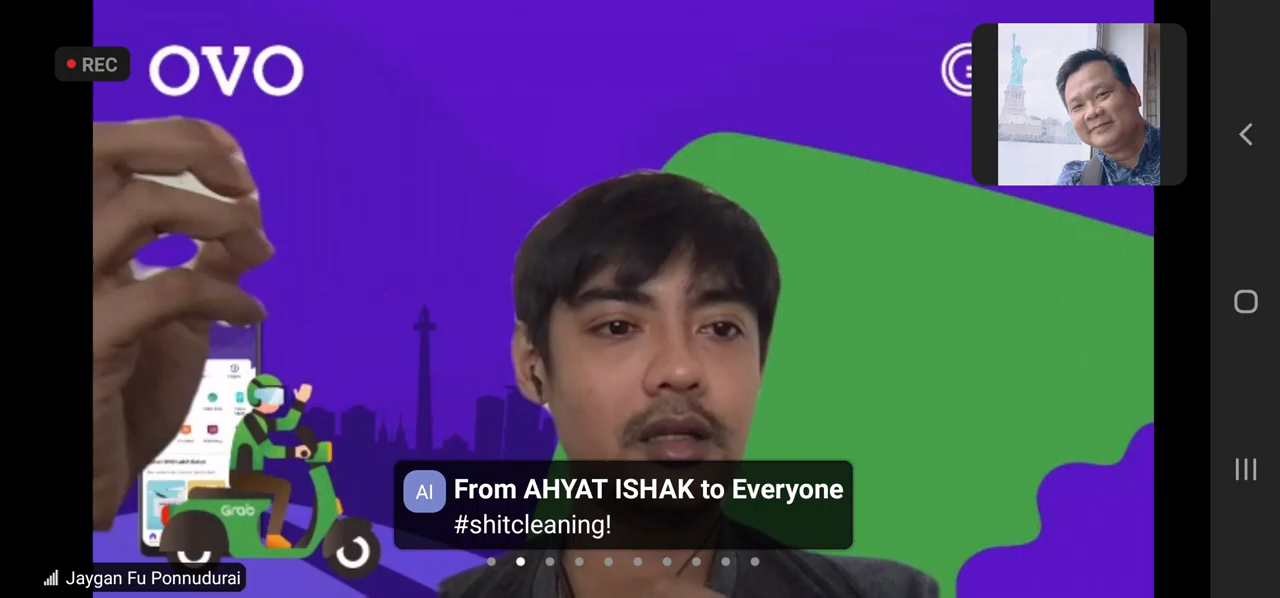 REC
OVO
G
Grab
AI
From AHYAT ISHAK to Everyone
#shitcleaning!
Jaygan Fu Ponnudurai